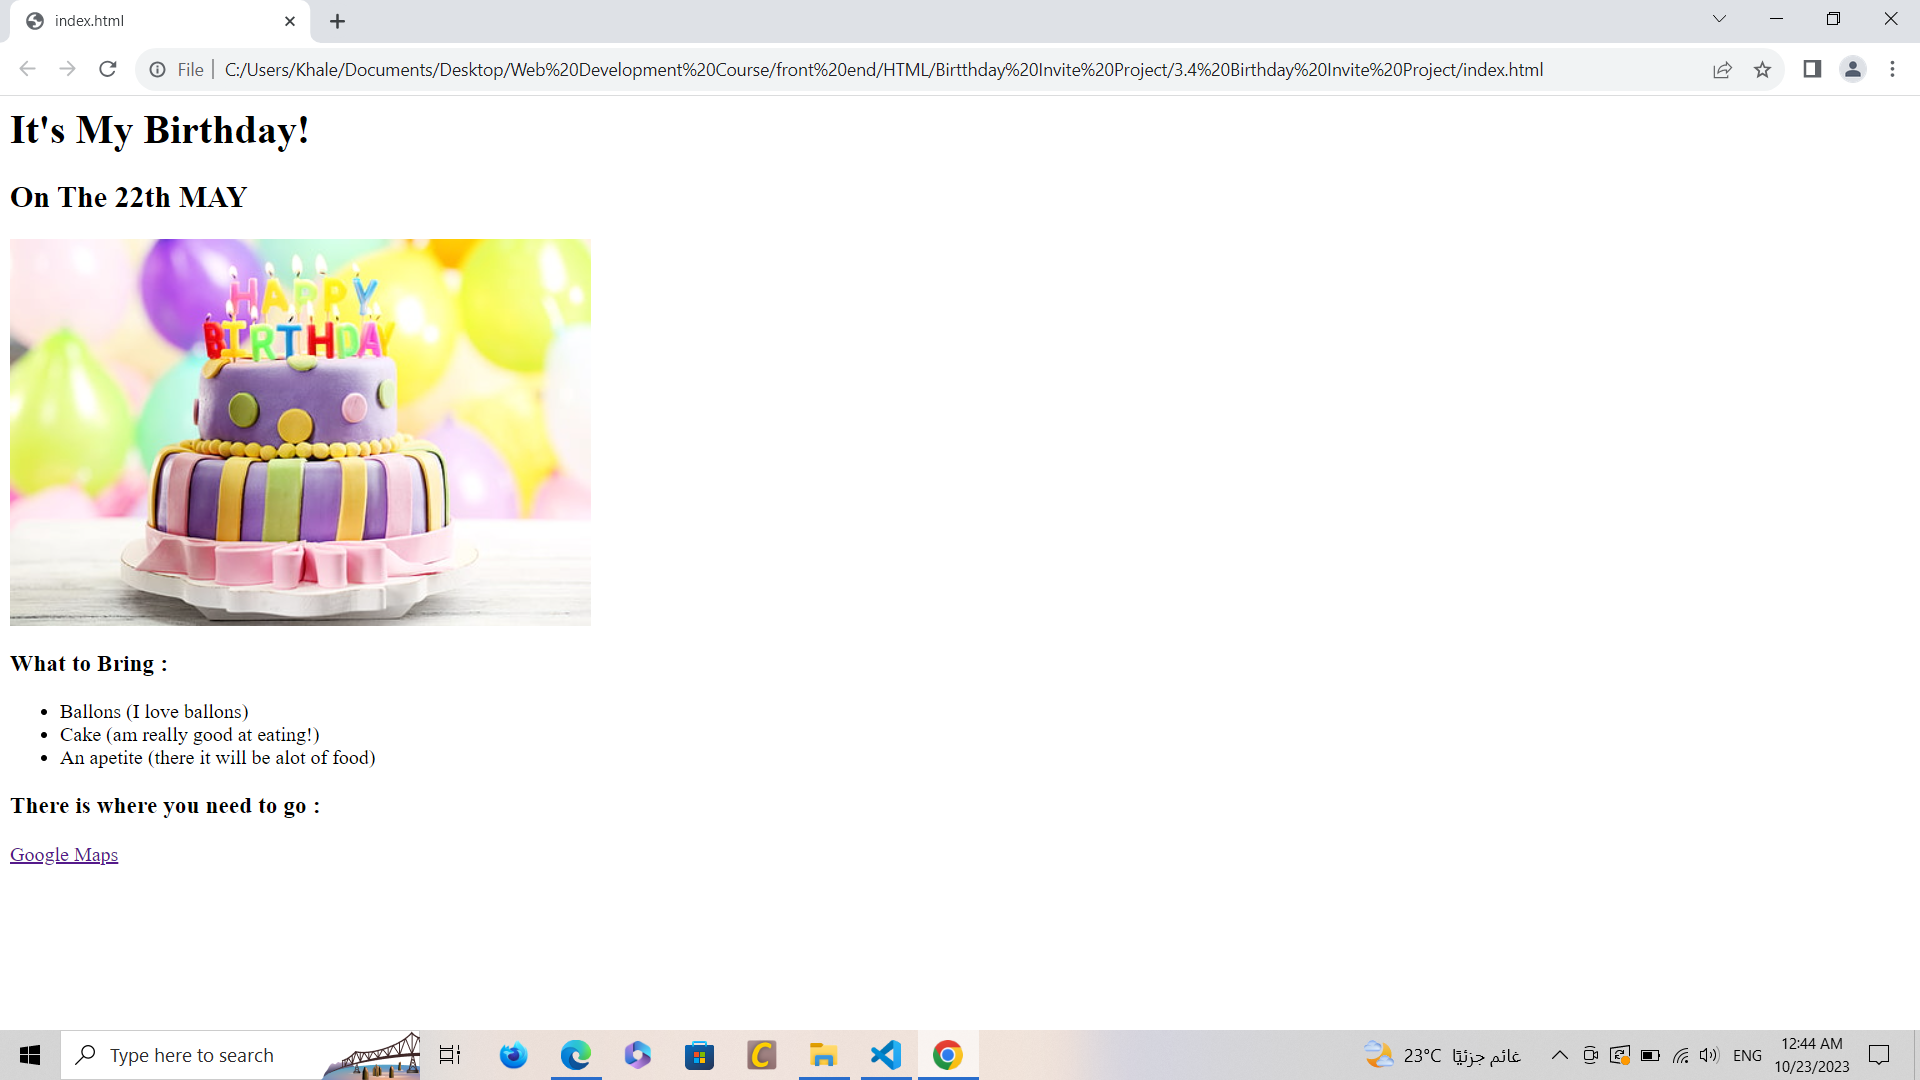 index.html
File | C:/Users/Khale/Documents/Desktop/Web%20Development%20Course/front%20end/HTML/Birtthday%20Invite%20Project/3.4%20Birthday%20Invite%20Project/index.html
It's My Birthday!
On The 22th MAY
HAPPY
BIRTHDAY
What to Bring :
Ballons (I love ballons)
Cake (am really good at eating!)
An apetite (there it will be alot of food)
There is where you need to go :
Google Maps
Type here to search
C
23°C غائم جزئيًا
ENG
12:44 AM
10/23/2023